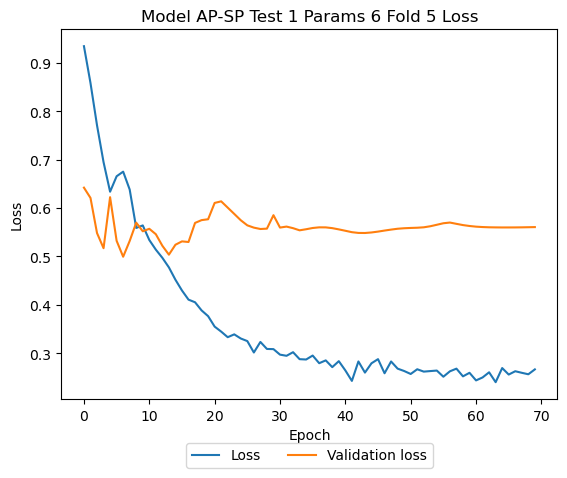 Model AP-SP Test 1 Params 6 Fold 5 Loss
Loss
0.9
0.8
0.7
0.6
0.5
0.4
0.3
0 10 20 30 40 50 60 70
Epoch
Loss Validation loss